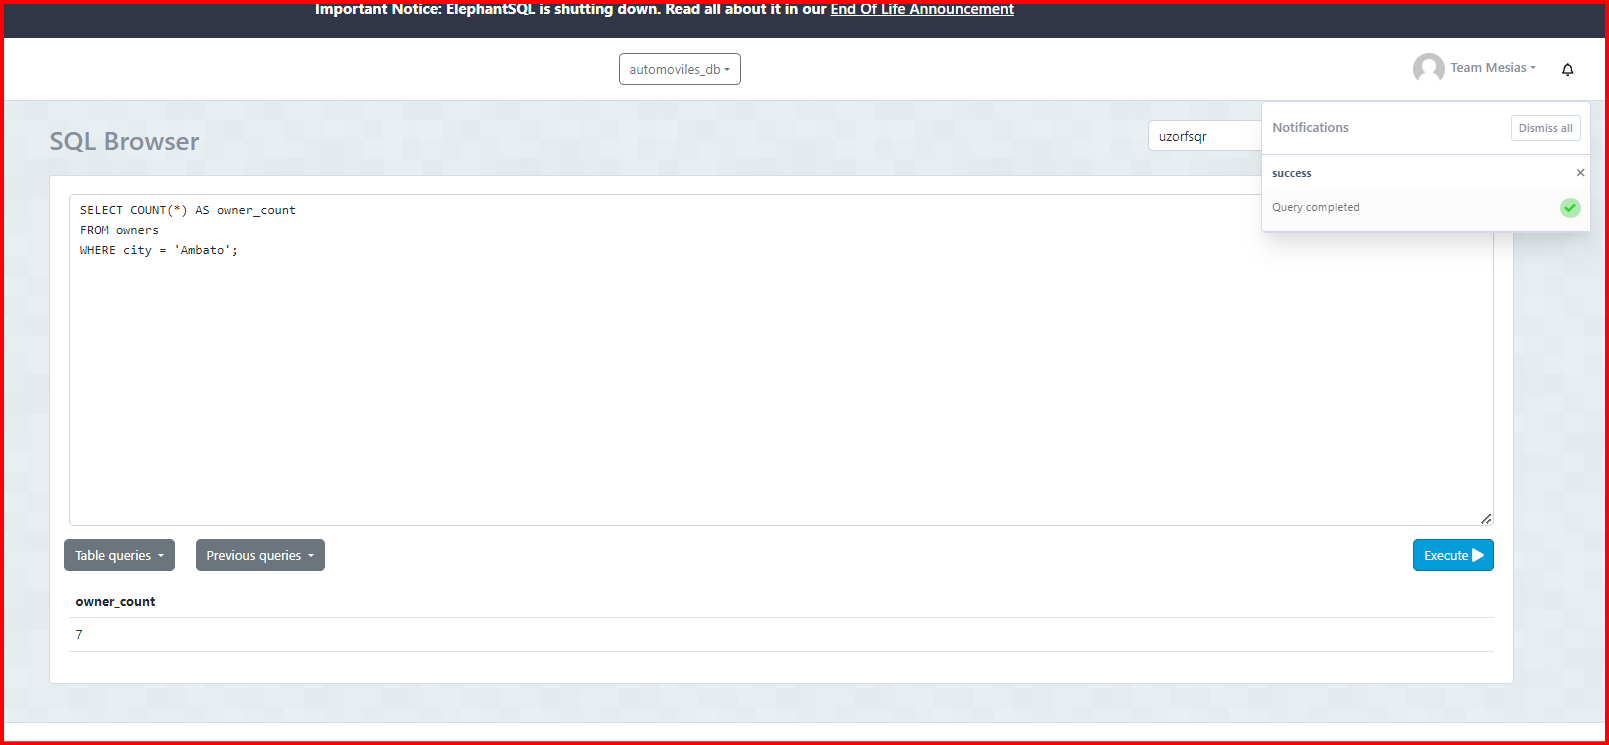 Important Notice: ElephantSQL is shutting down. Read all about it in our End Of Life Announcement
automoviles_db
Team Mesias
SQL Browser
uzorfsqr
Notifications
Dismiss all
success
Query completed
SELECT COUNT(*) AS owner_count
FROM owners
WHERE city = 'Ambato';
Table queries
Previous queries
Execute
owner_count
7